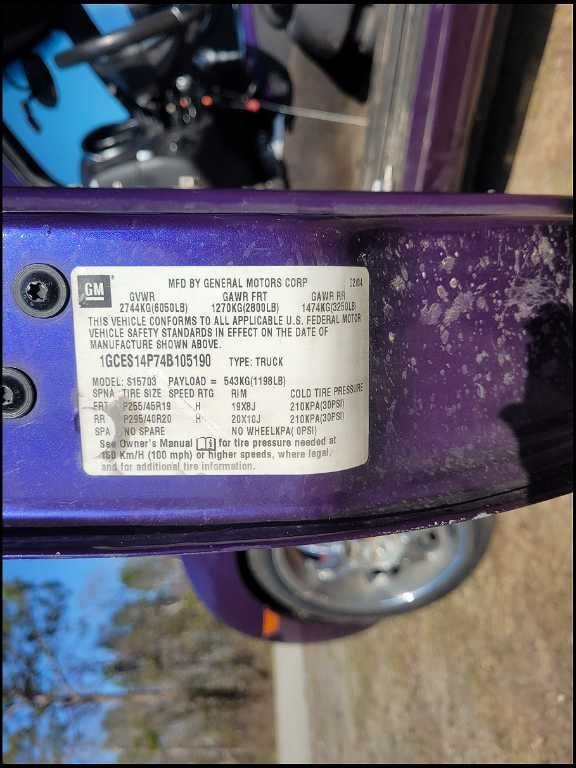 GM
MFD BY GENERAL MOTORS CORP 02/04
GVWR GAWR FRT GAWR RR
2744KG(6050LB) 1270KG(2800LB) 1474KG(3250LB)
THIS VEHICLE CONFORMS TO ALL APPLICABLE U.S. FEDERAL MOTOR
VEHICLE SAFETY STANDARDS IN EFFECT ON THE DATE OF
MANUFACTURE SHOWN ABOVE.
1GCES14P74B105190 TYPE: TRUCK
MODEL: S15703 PAYLOAD = 543KG(1198LB)
SPNA TIRE SIZE SPEED RTG RIM COLD TIRE PRESSURE
FRT P255/45R19 H 19X8J 210KPA(30PSI)
RR P295/40R20 H 20X10J 210KPA(30PSI)
SPA NO SPARE NO WHEELKPA( 0PSI)
See Owner's Manual for tire pressure needed at
160 Km/H (100 mph) or higher speeds, where legal,
and for additional tire information.